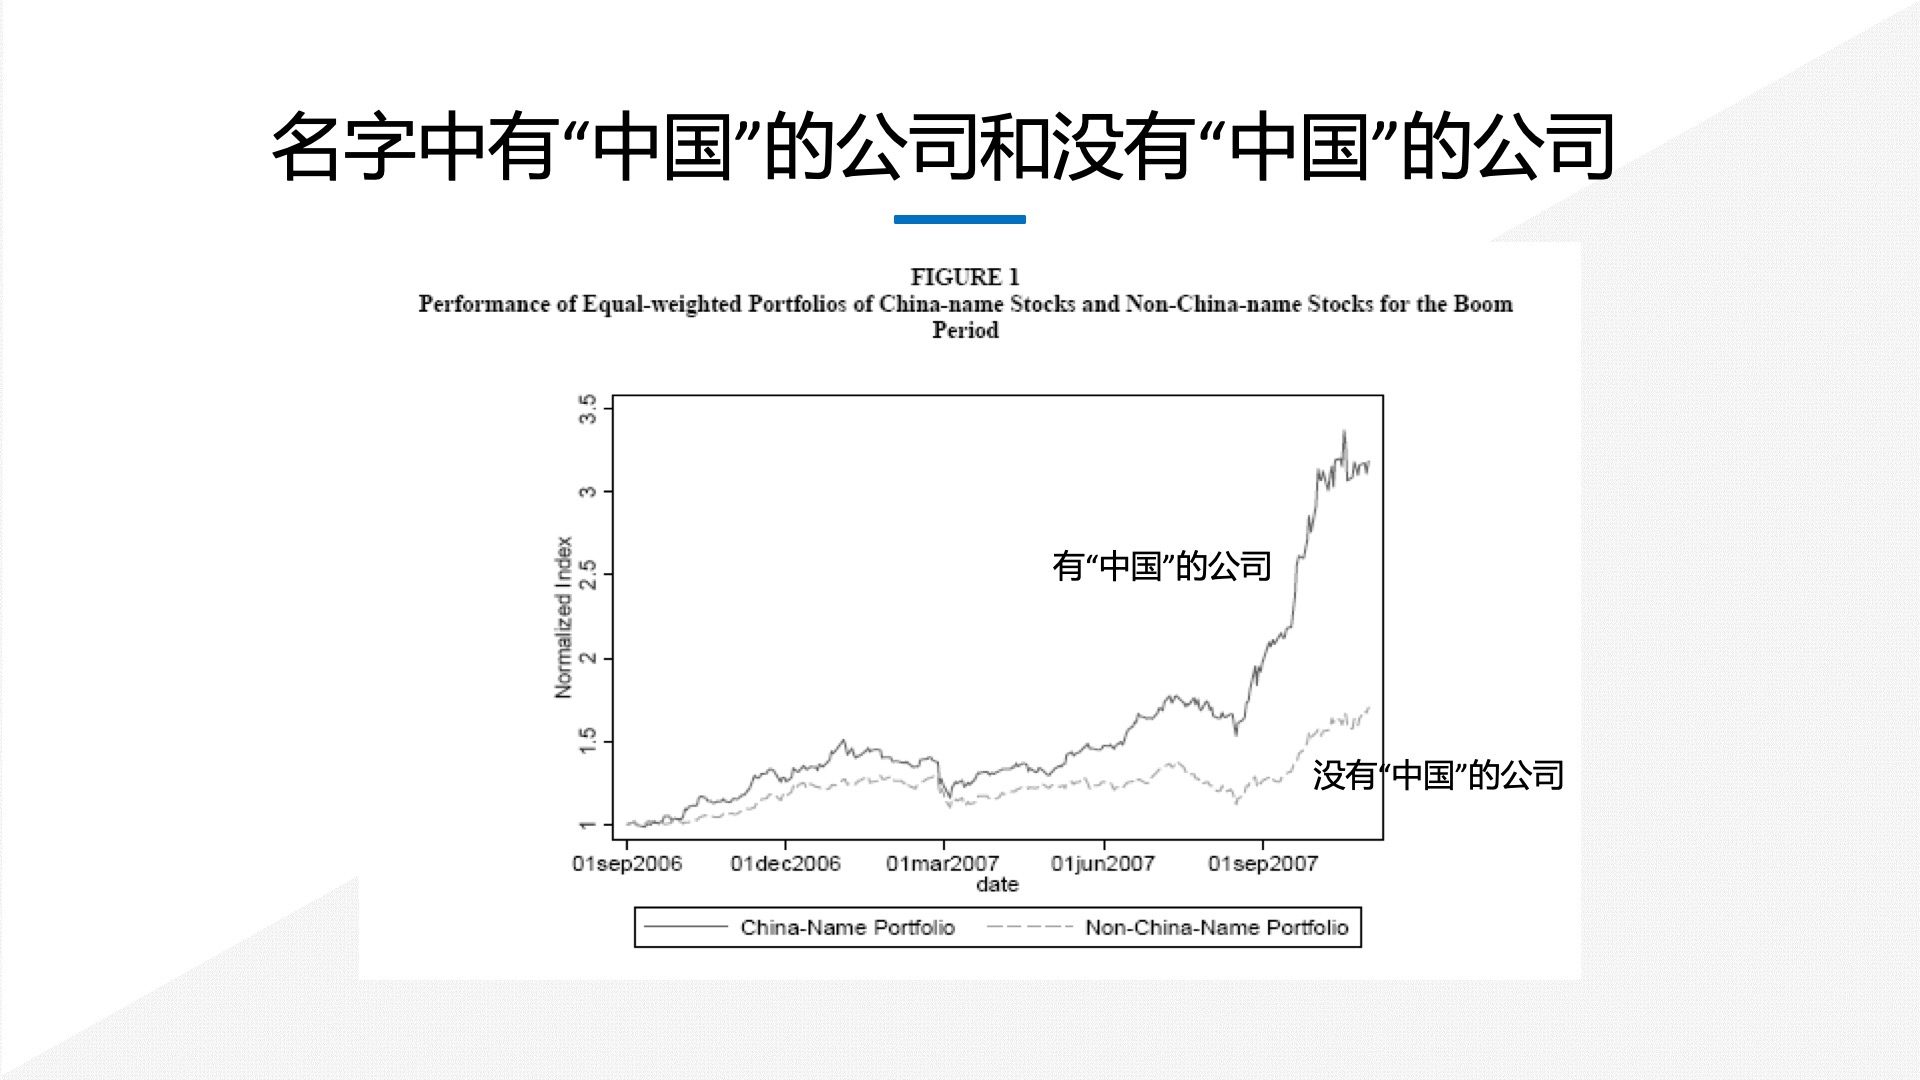 名字中有“中国”的公司和没有“中国”的公司
FIGURE 1
Performance of Equal-weighted Portfolios of China-name Stocks and Non-China-name Stocks for the Boom
Period
3.5
3
2.5
2
1.5
1
Normalized Index
有“中国”的公司
没有“中国”的公司
01sep2006 01dec2006 01mar2007 01jun2007 01sep2007
date
China-Name Portfolio Non-China-Name Portfolio